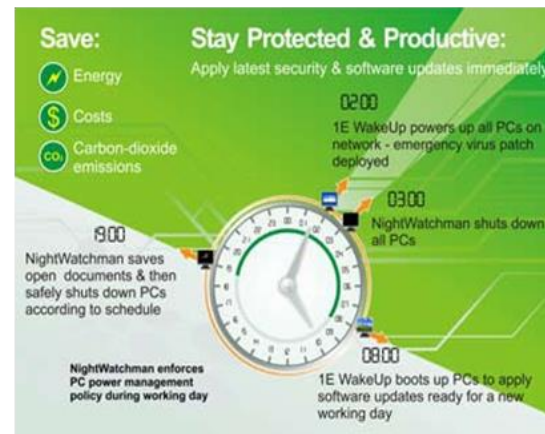 Save:
Energy
Costs
CO₂
Carbon-dioxide
emissions
Stay Protected & Productive:
Apply latest security & software updates immediately
02:00
1E WakeUp powers up all PCs on
network - emergency virus patch
deployed
03:00
NightWatchman shuts down
all PCs
19:00
NightWatchman saves
open documents & then
safely shuts down PCs
according to schedule
08:00
1E WakeUp boots up PCs to apply
software updates ready for a new
working day
NightWatchman enforces
PC power management
policy during working day